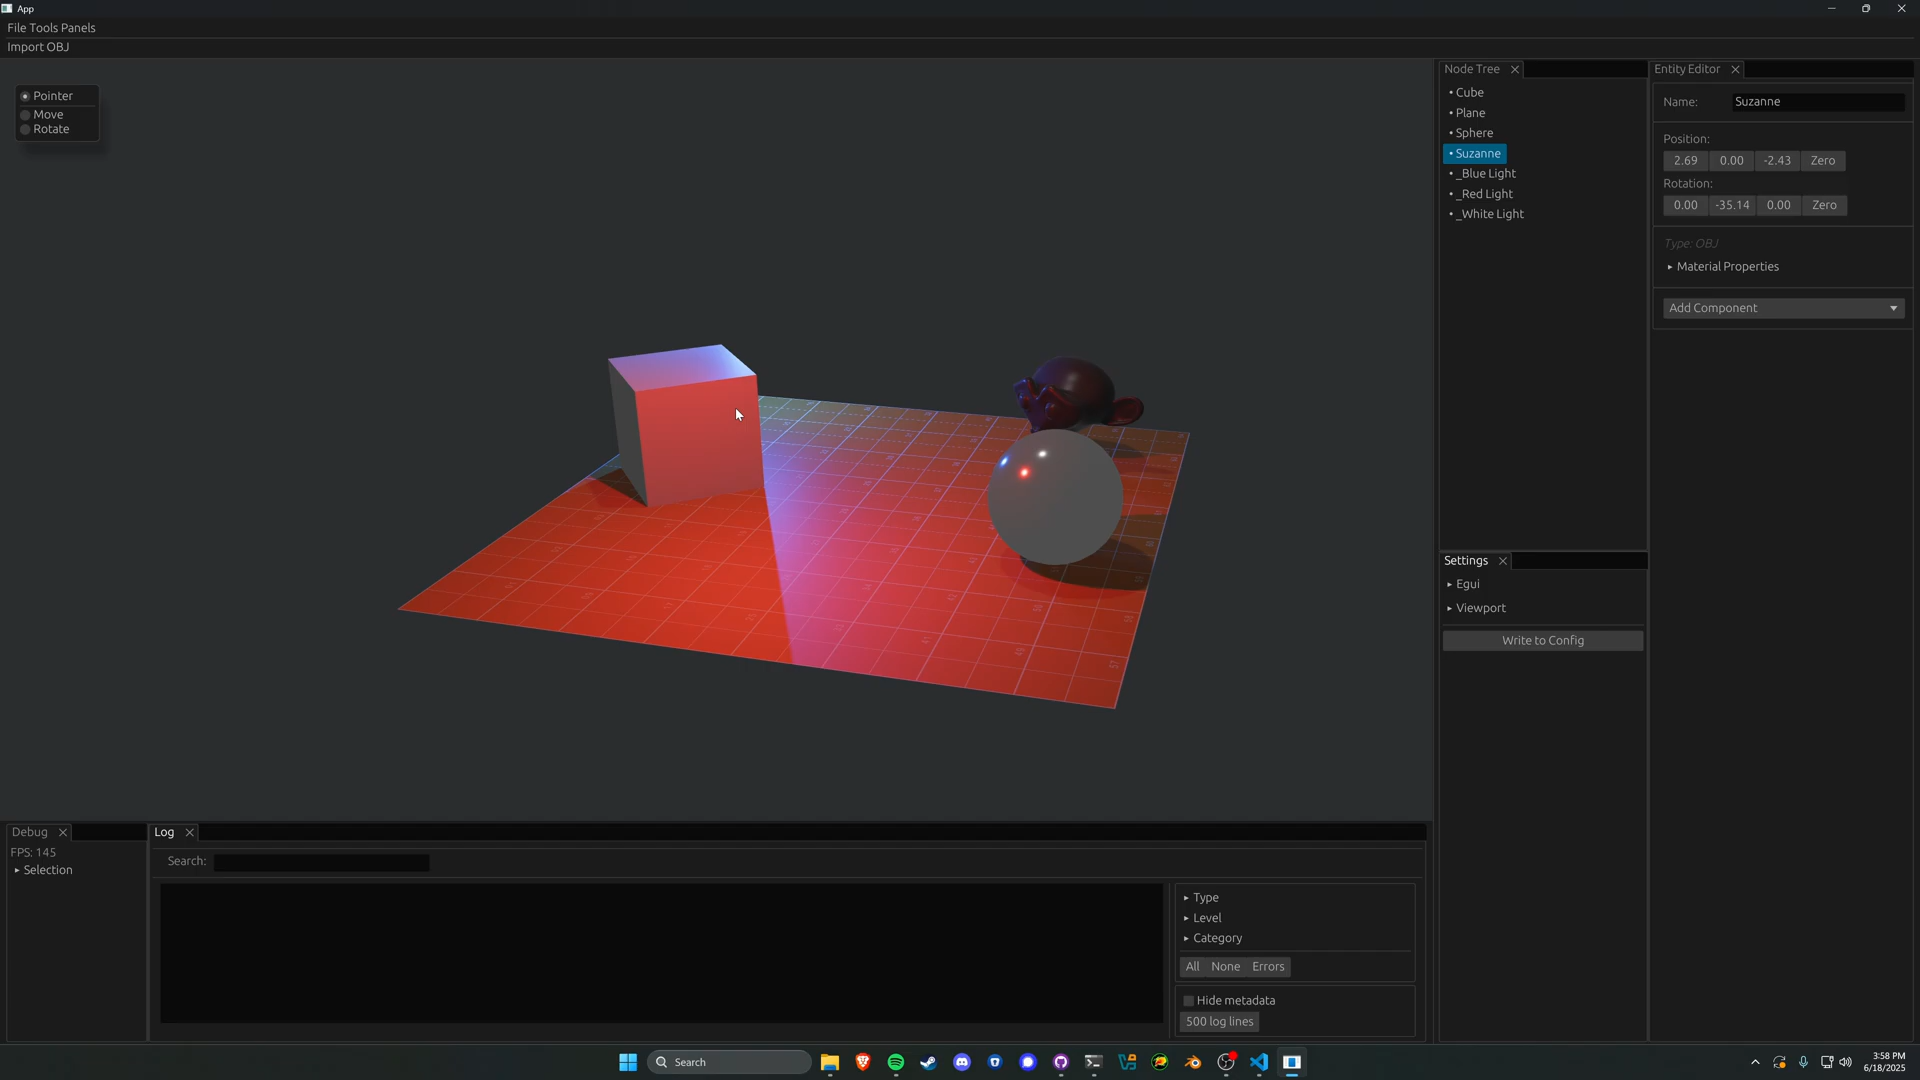 App
File Tools Panels
Import OBJ
Pointer
Move
Rotate
Node Tree
Cube
Plane
Sphere
Suzanne
_Blue Light
_Red Light
_White Light
Settings
Egui
Viewport
Write to Config
Entity Editor
Name: Suzanne
Position:
2.69 0.00 -2.43 Zero
Rotation:
0.00 -35.14 0.00 Zero
Type: OBJ
Material Properties
Add Component
Debug
FPS: 145
Selection
Log
Search:
Type
Level
Category
All None Errors
Hide metadata
500 log lines
Search
3:58 PM
6/18/2025